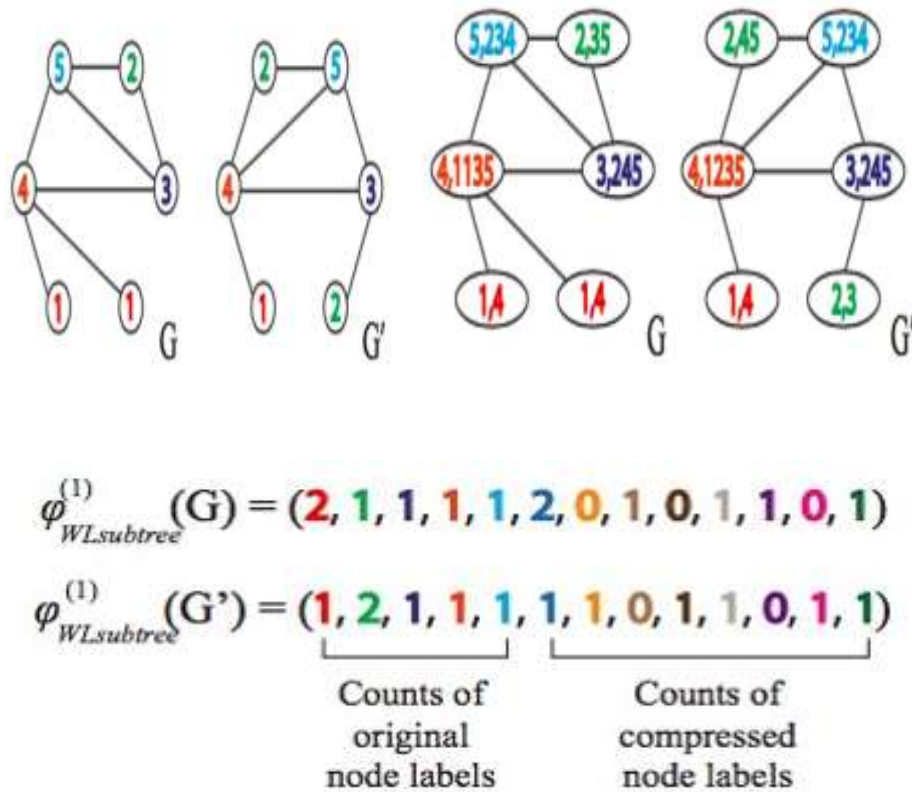 5 2
4 3
1 1
G
2 5
4 3
1 2
G'
5,234 2,35
4,1135 3,245
1,4 1,4
G
2,45 5,234
4,1235 3,245
1,4 2,3
G'
φ(1)WLsubtree(G) = (2, 1, 1, 1, 1, 2, 0, 1, 0, 1, 1, 0, 1)
φ(1)WLsubtree(G’) = (1, 2, 1, 1, 1, 1, 1, 0, 1, 1, 0, 1, 1)
Counts of
original
node labels
Counts of
compressed
node labels